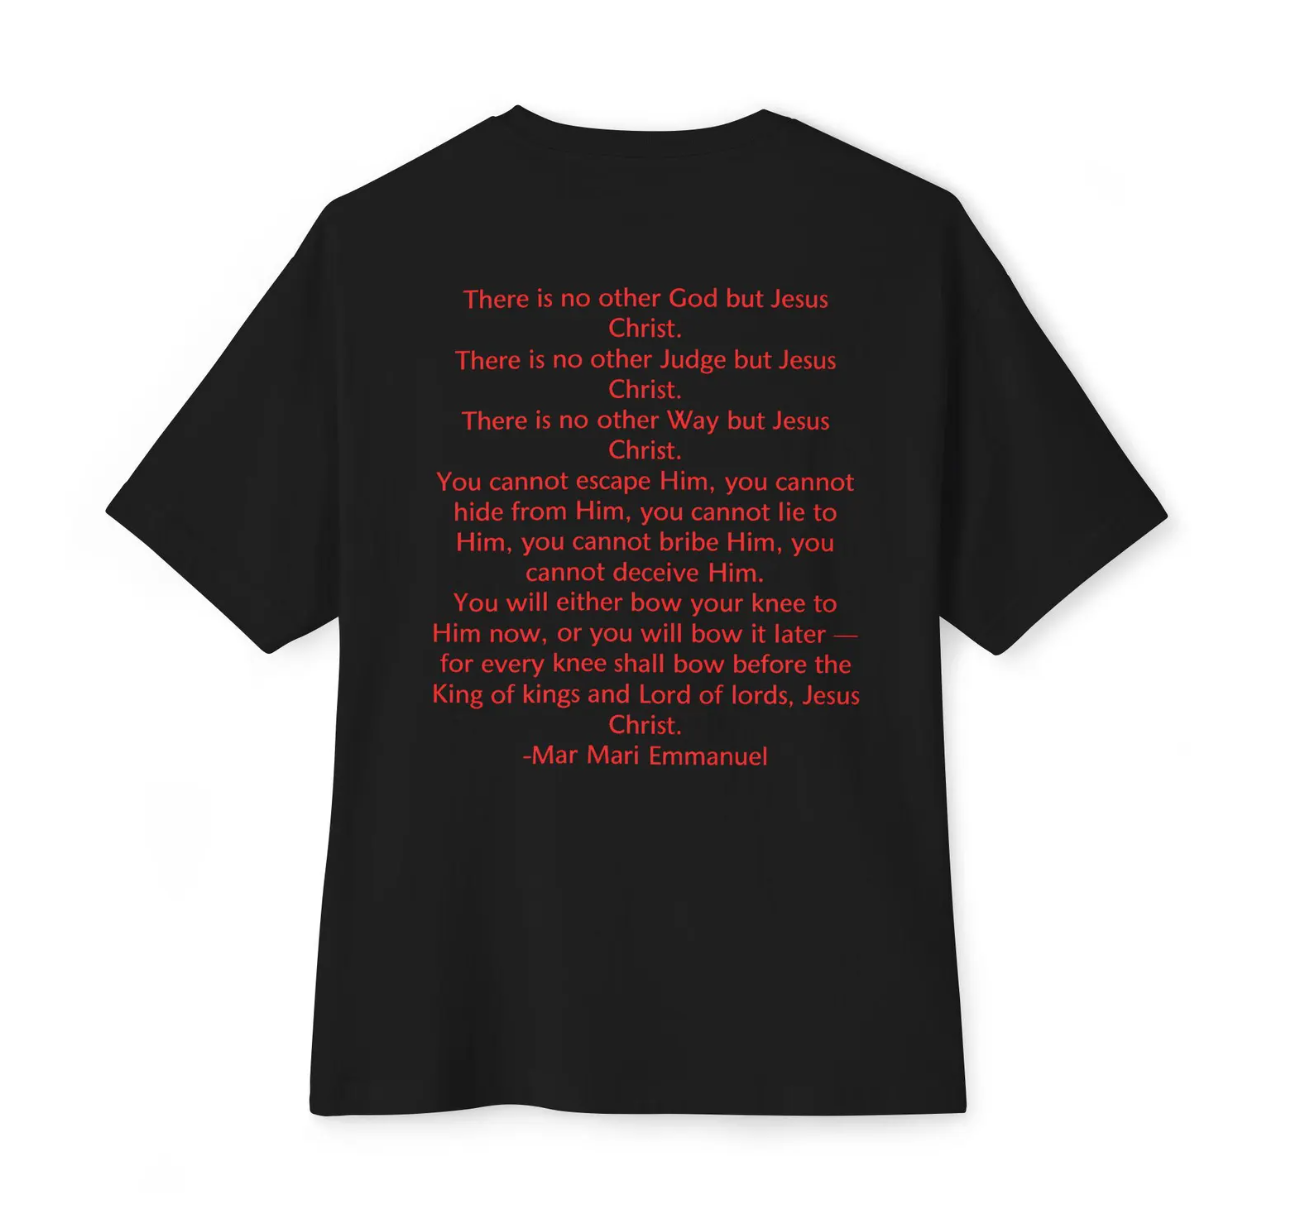 There is no other God but Jesus
Christ.
There is no other Judge but Jesus
Christ.
There is no other Way but Jesus
Christ.
You cannot escape Him, you cannot
hide from Him, you cannot lie to
Him, you cannot bribe Him, you
cannot deceive Him.
You will either bow your knee to
Him now, or you will bow it later —
for every knee shall bow before the
King of kings and Lord of lords, Jesus
Christ.
-Mar Mari Emmanuel